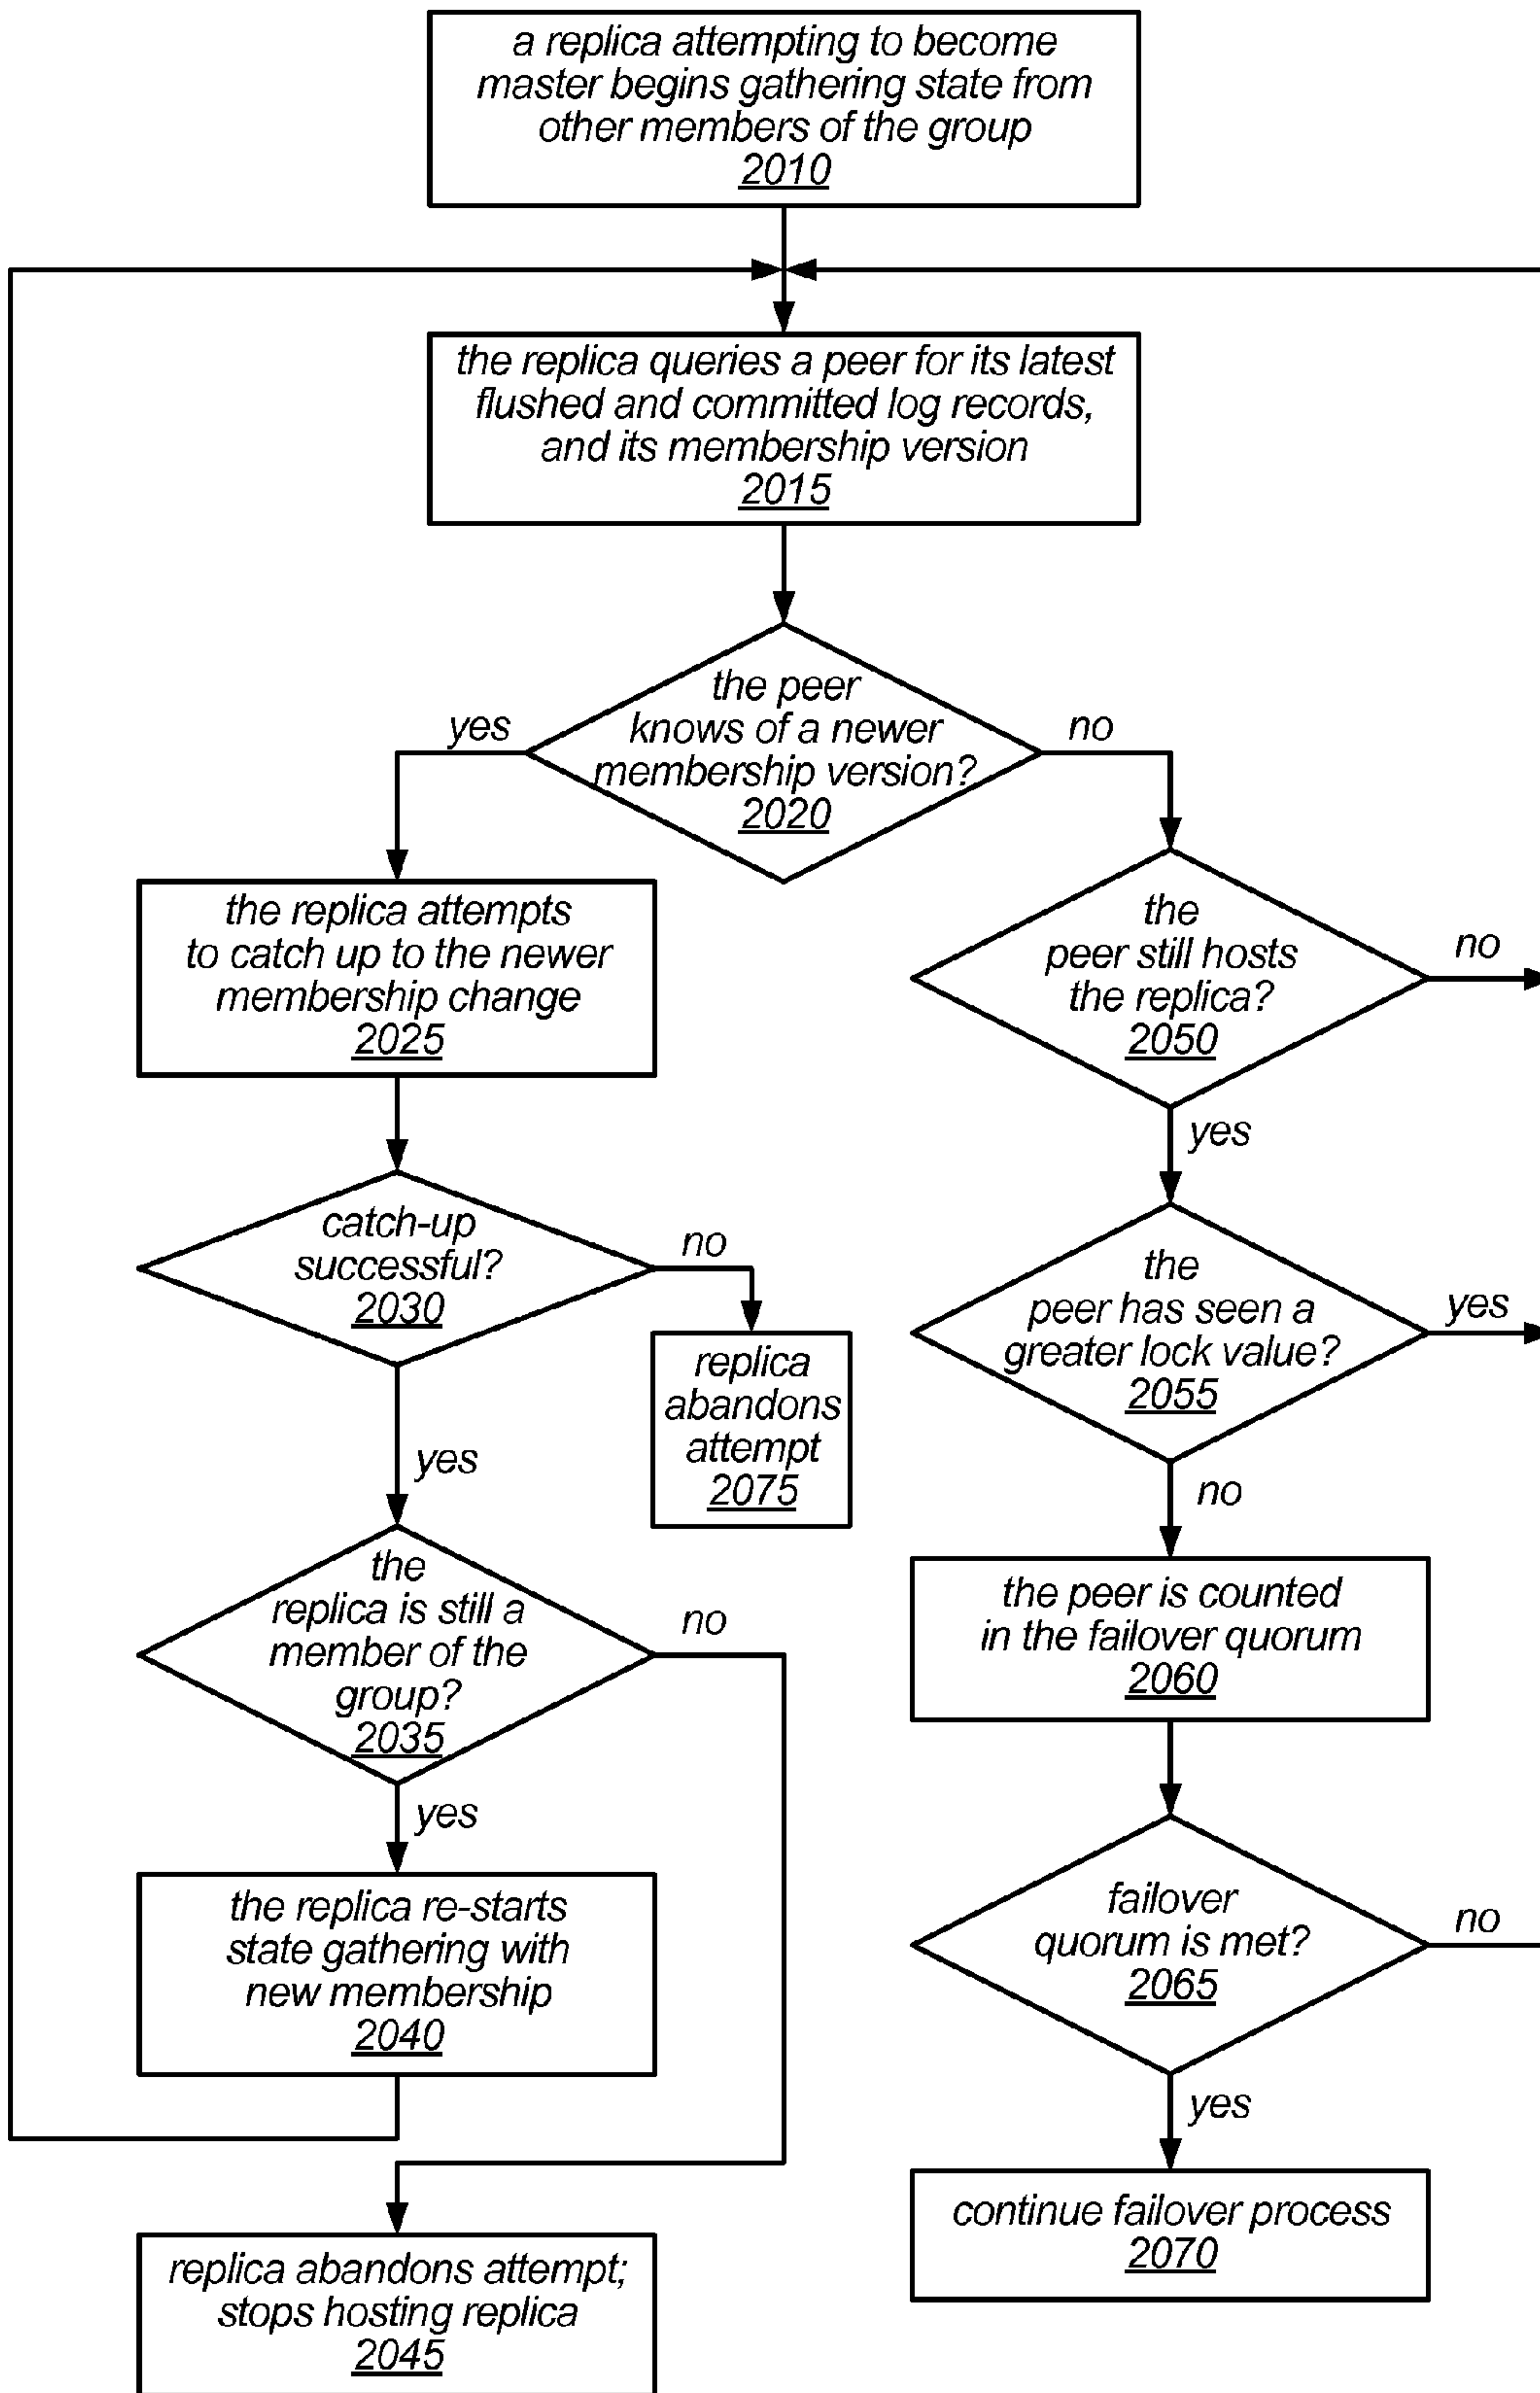 a replica attempting to become
master begins gathering state from
other members of the group
2010
the replica queries a peer for its latest
flushed and committed log records,
and its membership version
2015
the peer
knows of a newer
membership version?
2020
yes
no
the replica attempts
to catch up to the newer
membership change
2025
the
peer still hosts
the replica?
2050
no
yes
catch-up
successful?
2030
no
yes
replica
abandons
attempt
2075
the
peer has seen a
greater lock value?
2055
yes
no
the
replica is still a
member of the
group?
2035
no
yes
the peer is counted
in the failover quorum
2060
the replica re-starts
state gathering with
new membership
2040
failover
quorum is met?
2065
no
yes
replica abandons attempt;
stops hosting replica
2045
continue failover process
2070